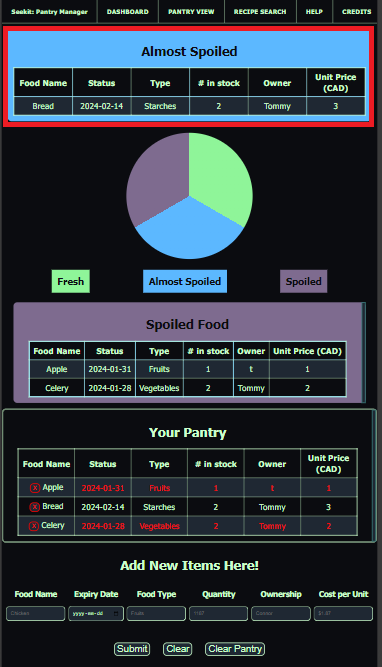 Seekit: Pantry Manager DASHBOARD PANTRY VIEW RECIPE SEARCH HELP CREDITS
Almost Spoiled
Food Name Status Type # in stock Owner Unit Price (CAD)
Bread 2024-02-14 Starches 2 Tommy 3
Fresh Almost Spoiled Spoiled
Spoiled Food
Food Name Status Type # in stock Owner Unit Price (CAD)
Apple 2024-01-31 Fruits 1 t 1
Celery 2024-01-28 Vegetables 2 Tommy 2
Your Pantry
Food Name Status Type # in stock Owner Unit Price (CAD)
X Apple 2024-01-31 Fruits 1 t 1
X Bread 2024-02-14 Starches 2 Tommy 3
X Celery 2024-01-28 Vegetables 2 Tommy 2
Add New Items Here!
Food Name Expiry Date Food Type Quantity Ownership Cost per Unit
Chicken yyyy-mm-dd Fruits Owner
Submit Clear Clear Pantry